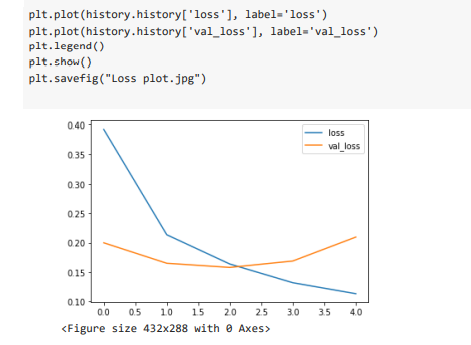 plt.plot(history.history['loss'], label='loss')
plt.plot(history.history['val_loss'], label='val_loss')
plt.legend()
plt.show()
plt.savefig("Loss plot.jpg")
0.40
loss
val_loss
0.35
0.30
0.25
0.20
0.15
0.10
0.0 0.5 1.0 1.5 2.0 2.5 3.0 3.5 4.0
<Figure size 432x288 with 0 Axes>